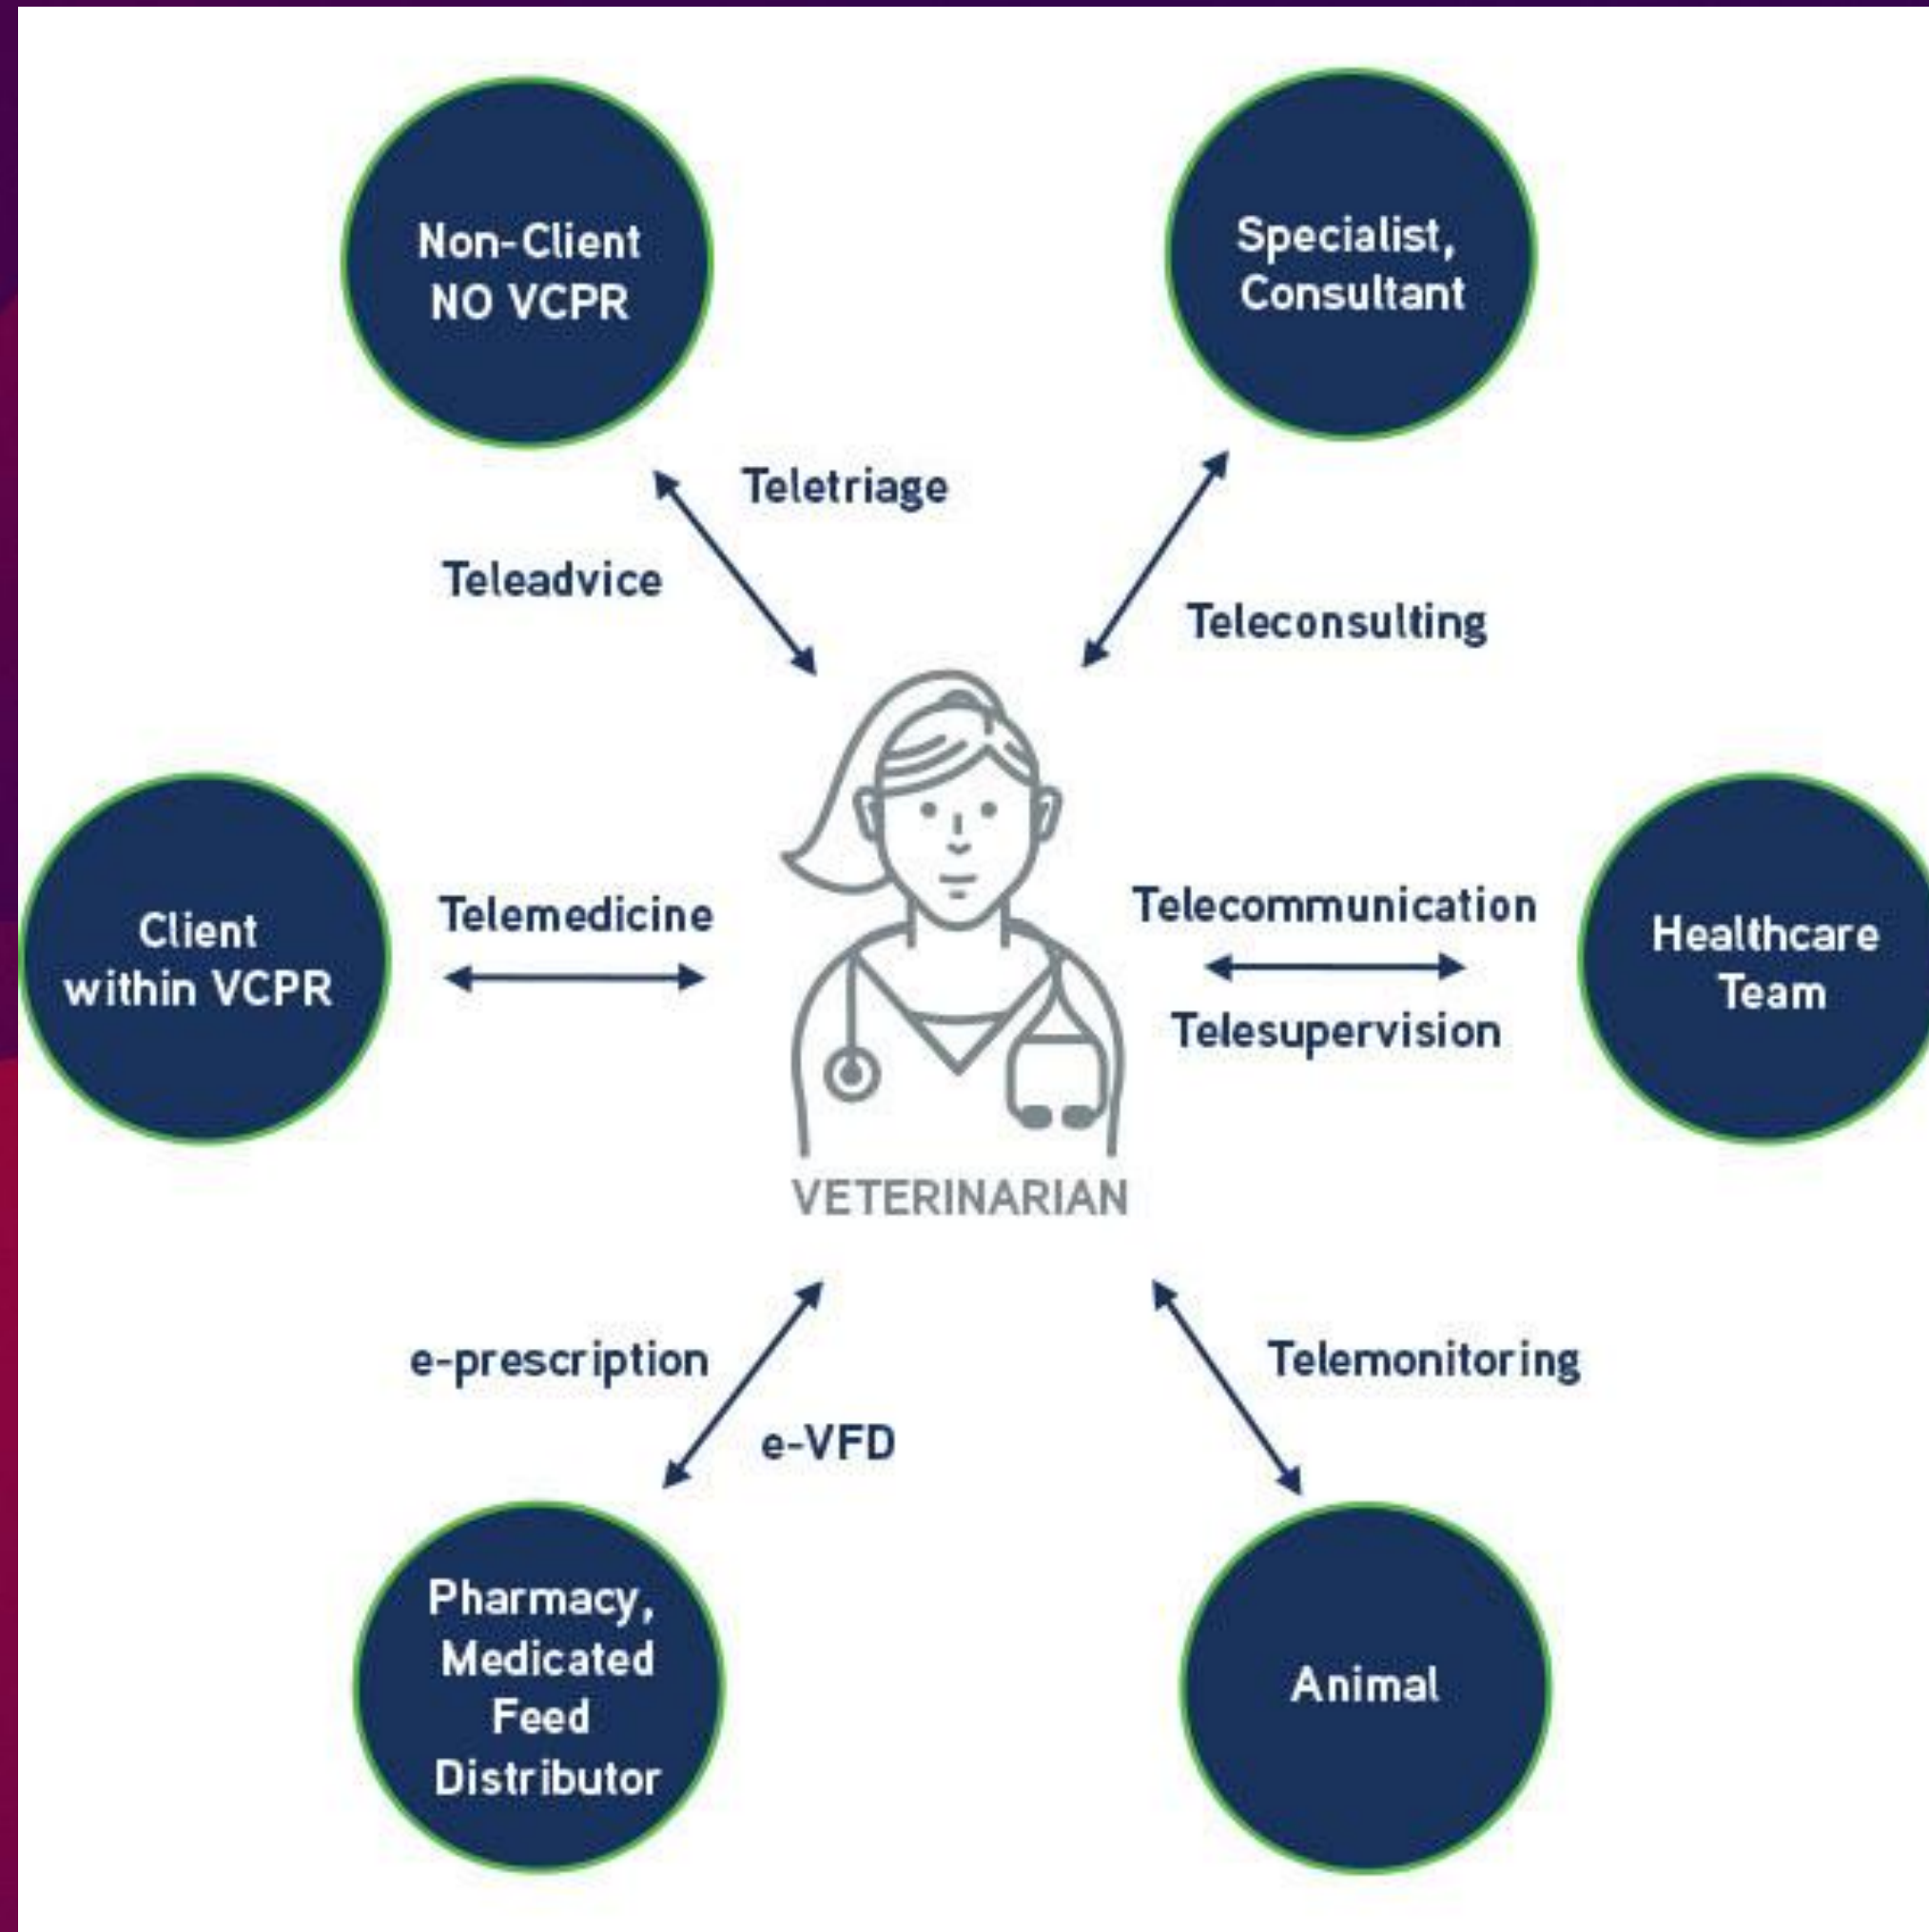 Non-Client
NO VCPR
Specialist,
Consultant
Teletriage
Teleadvice
Teleconsulting
Client
within VCPR
Telemedicine
Telecommunication
Telesupervision
Healthcare
Team
VETERINARIAN
e-prescription
e-VFD
Telemonitoring
Pharmacy,
Medicated
Feed
Distributor
Animal